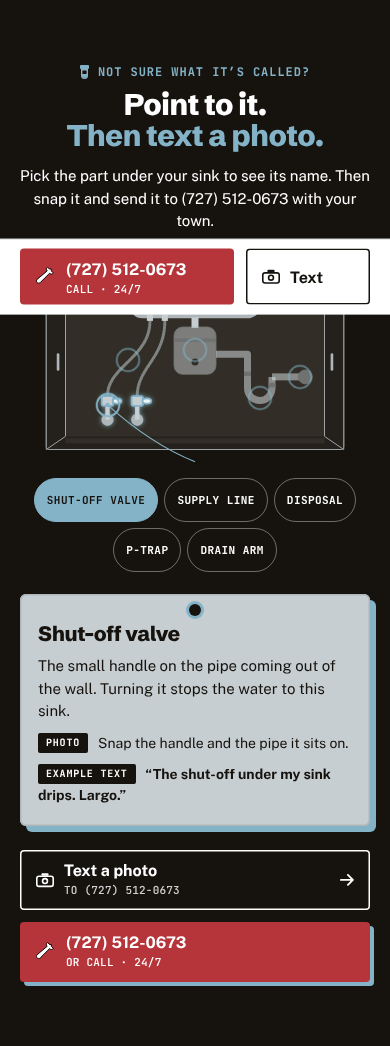 NOT SURE WHAT IT’S CALLED?
Point to it.
Then text a photo.
Pick the part under your sink to see its name. Then
snap it and send it to (727) 512-0673 with your
town.
(727) 512-0673
CALL · 24/7
Text
SHUT-OFF VALVE
SUPPLY LINE
DISPOSAL
P-TRAP
DRAIN ARM
Shut-off valve
The small handle on the pipe coming out of
the wall. Turning it stops the water to this
sink.
PHOTO Snap the handle and the pipe it sits on.
EXAMPLE TEXT “The shut-off under my sink
drips. Largo.”
Text a photo
TO (727) 512-0673
(727) 512-0673
OR CALL · 24/7